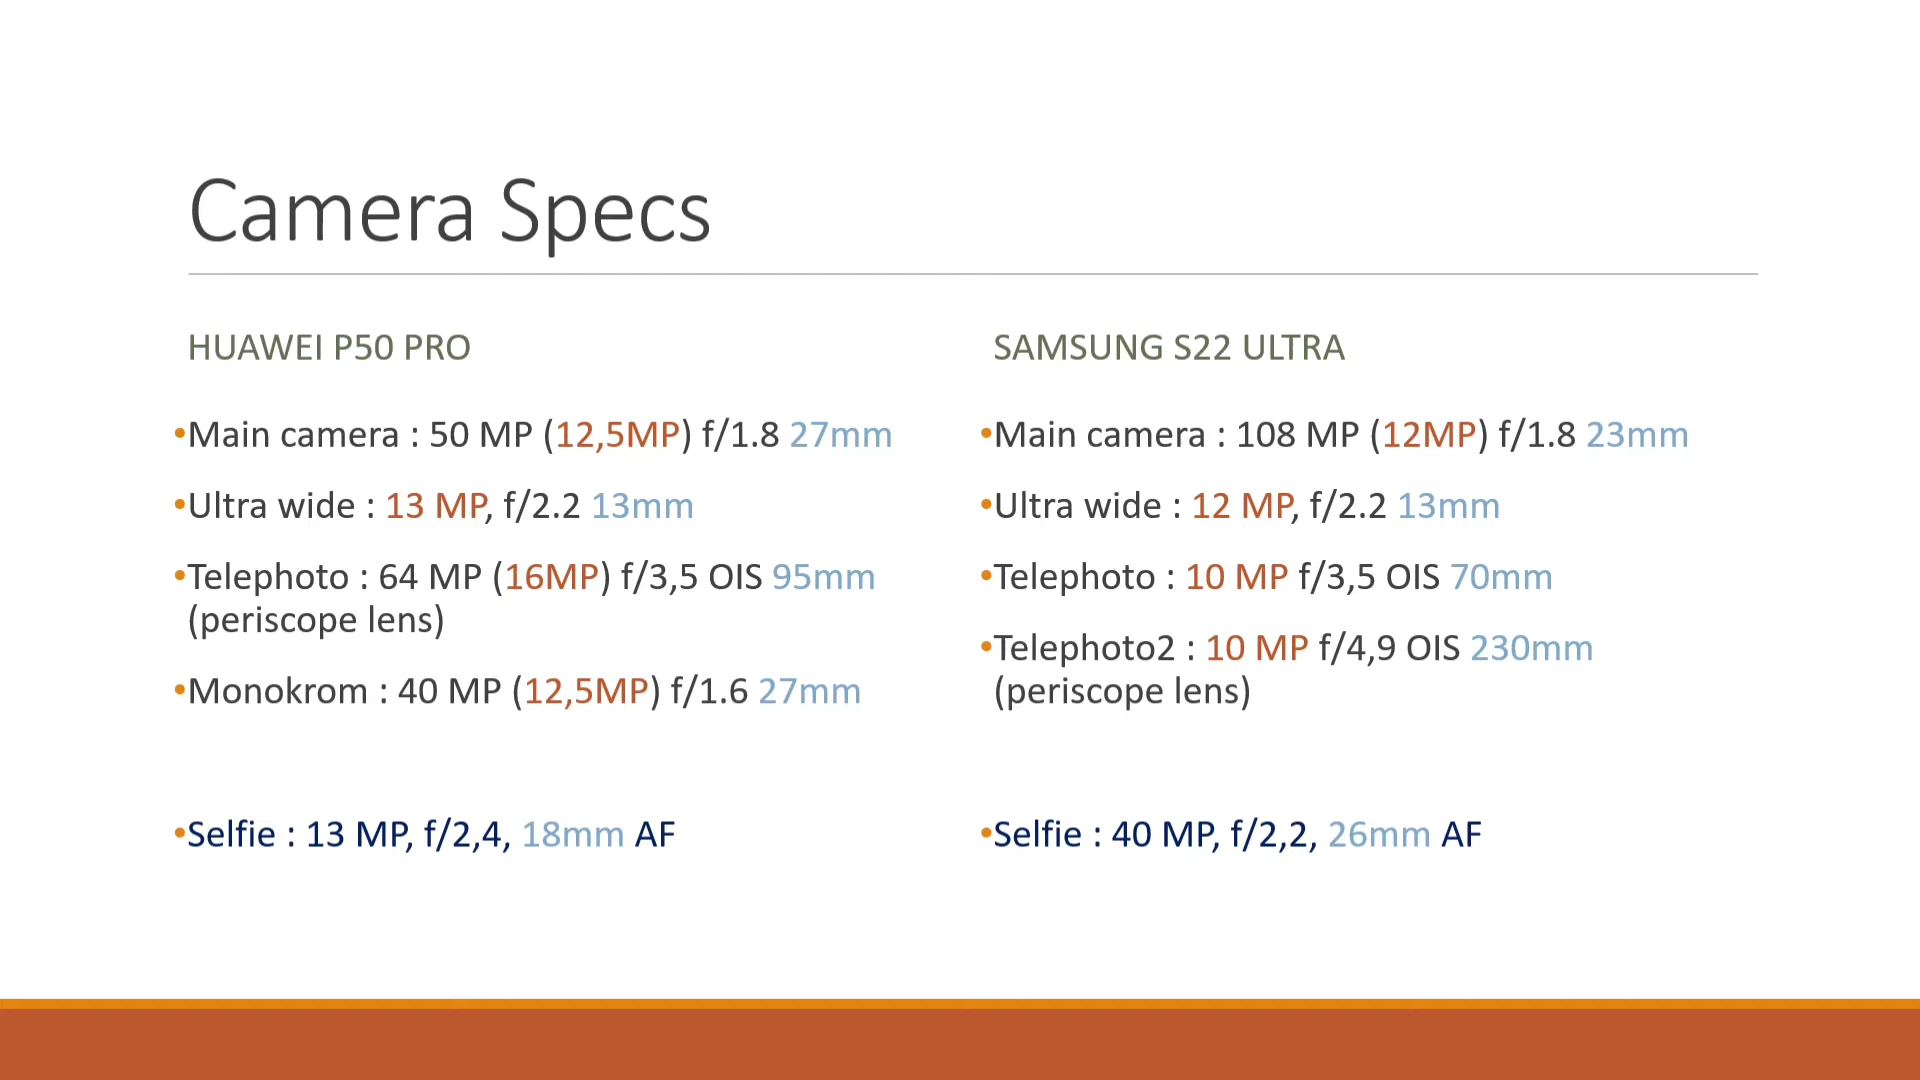 Camera Specs
HUAWEI P50 PRO
•Main camera : 50 MP (12,5MP) f/1.8 27mm
•Ultra wide : 13 MP, f/2.2 13mm
•Telephoto : 64 MP (16MP) f/3,5 OIS 95mm
(periscope lens)
•Monokrom : 40 MP (12,5MP) f/1.6 27mm
•Selfie : 13 MP, f/2,4, 18mm AF
SAMSUNG S22 ULTRA
•Main camera : 108 MP (12MP) f/1.8 23mm
•Ultra wide : 12 MP, f/2.2 13mm
•Telephoto : 10 MP f/3,5 OIS 70mm
•Telephoto2 : 10 MP f/4,9 OIS 230mm
(periscope lens)
•Selfie : 40 MP, f/2,2, 26mm AF